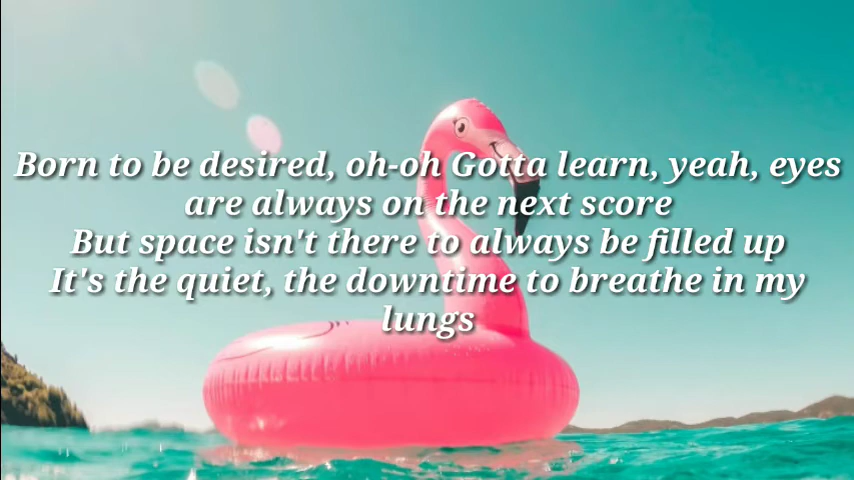 Born to be desired, oh-oh Gotta learn, yeah, eyes
are always on the next score
But space isn't there to always be filled up
It's the quiet, the downtime to breathe in my
lungs